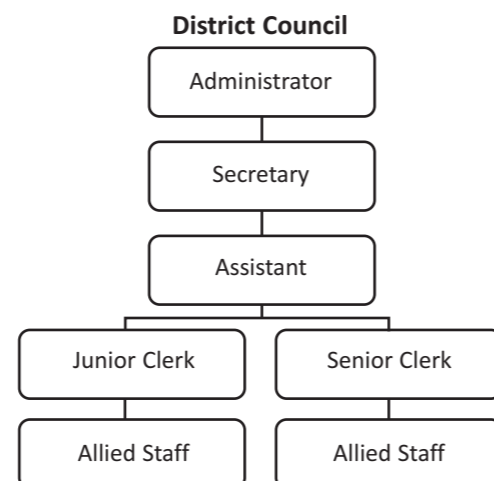 District Council
Administrator
Secretary
Assistant
Junior Clerk
Senior Clerk
Allied Staff
Allied Staff